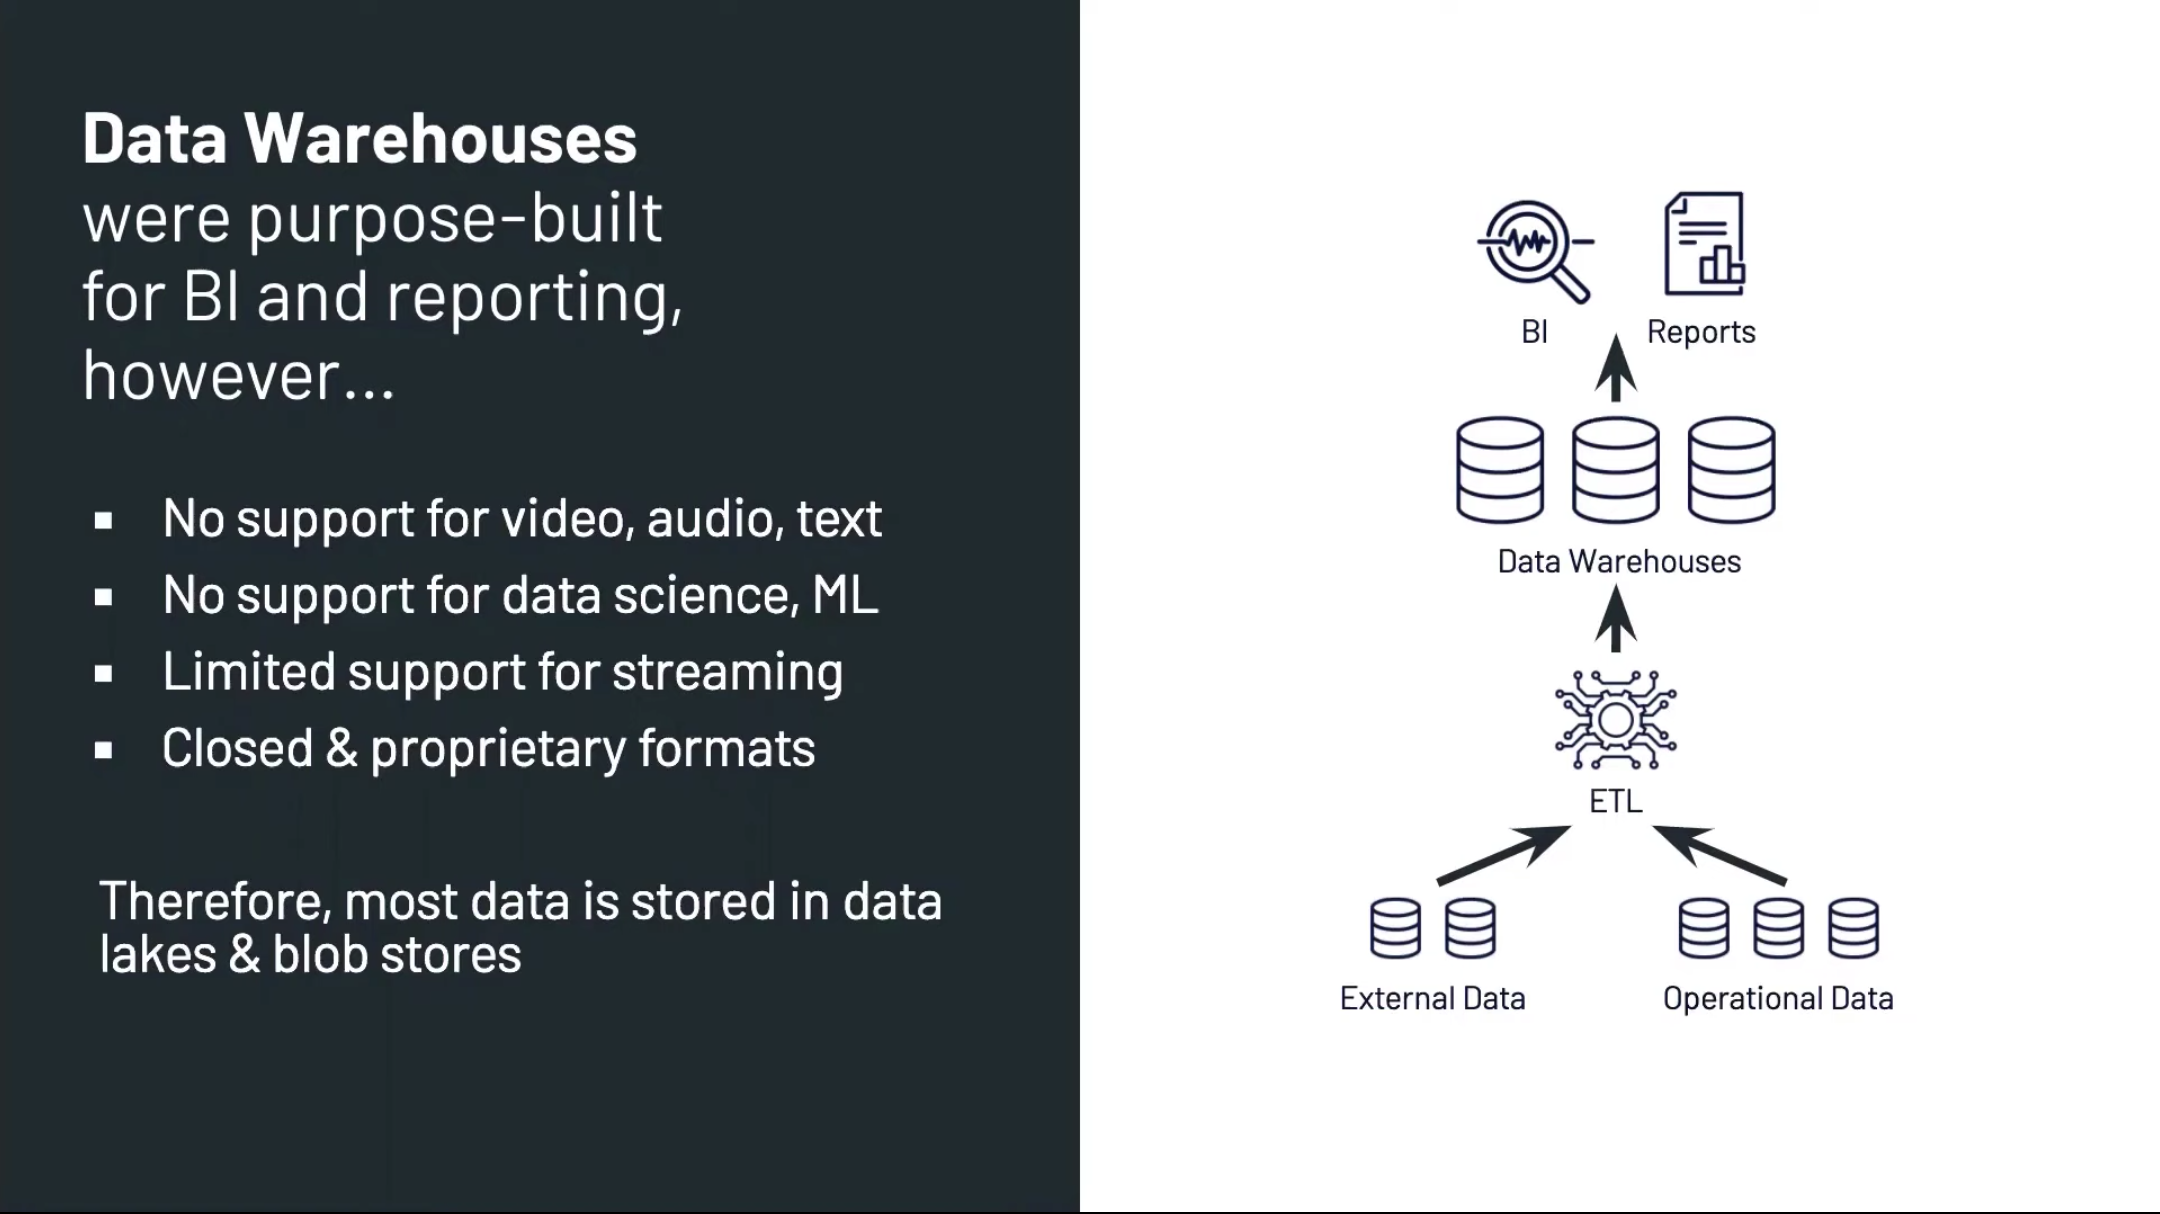 Data Warehouses
were purpose-built
for BI and reporting,
however...
▪ No support for video, audio, text
▪ No support for data science, ML
▪ Limited support for streaming
▪ Closed & proprietary formats
Therefore, most data is stored in data
lakes & blob stores
BI
Reports
Data Warehouses
ETL
External Data
Operational Data